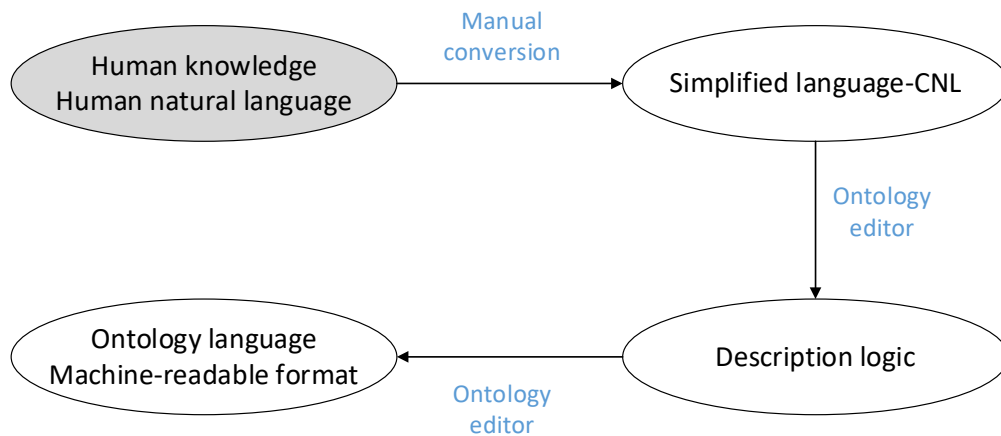 Manual
conversion
Human knowledge
Human natural language
Simplified language-CNL
Ontology
editor
Ontology language
Machine-readable format
Description logic
Ontology
editor